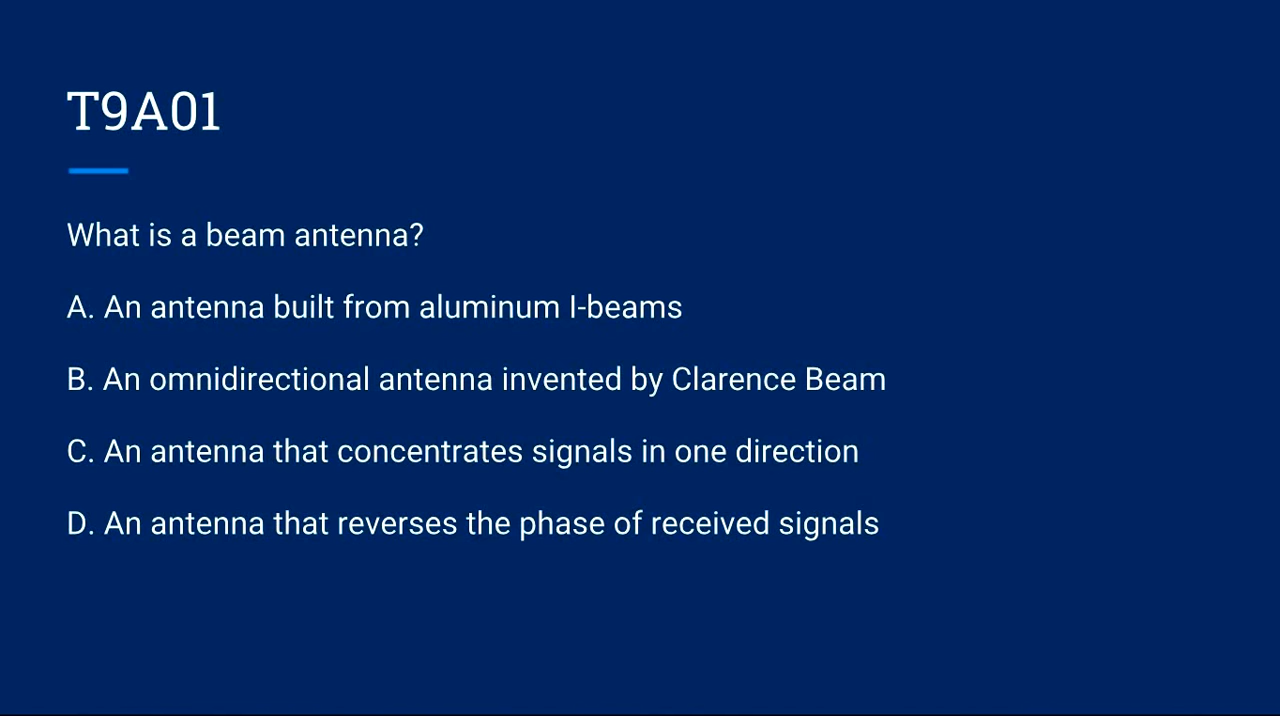 T9A01
What is a beam antenna?
A. An antenna built from aluminum I-beams
B. An omnidirectional antenna invented by Clarence Beam
C. An antenna that concentrates signals in one direction
D. An antenna that reverses the phase of received signals